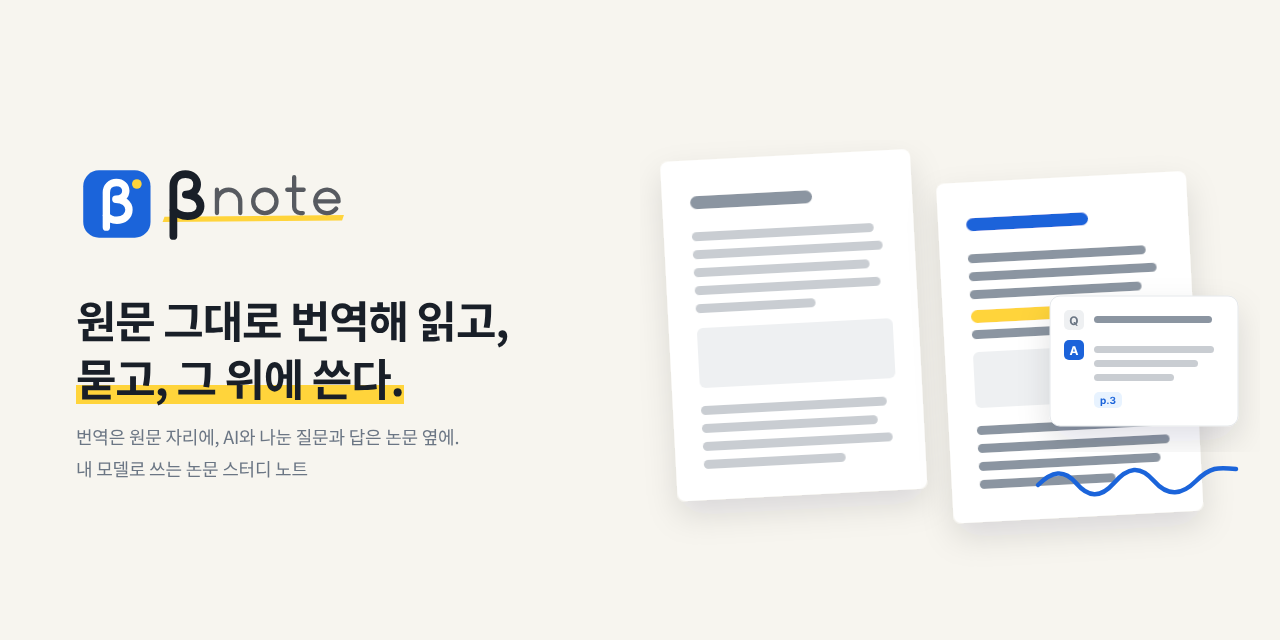 β βnote
원문 그대로 번역해 읽고,
묻고, 그 위에 쓴다.
번역은 원문 자리에, AI와 나눈 질문과 답은 논문 옆에.
내 모델로 쓰는 논문 스터디 노트
Q
A
p.3